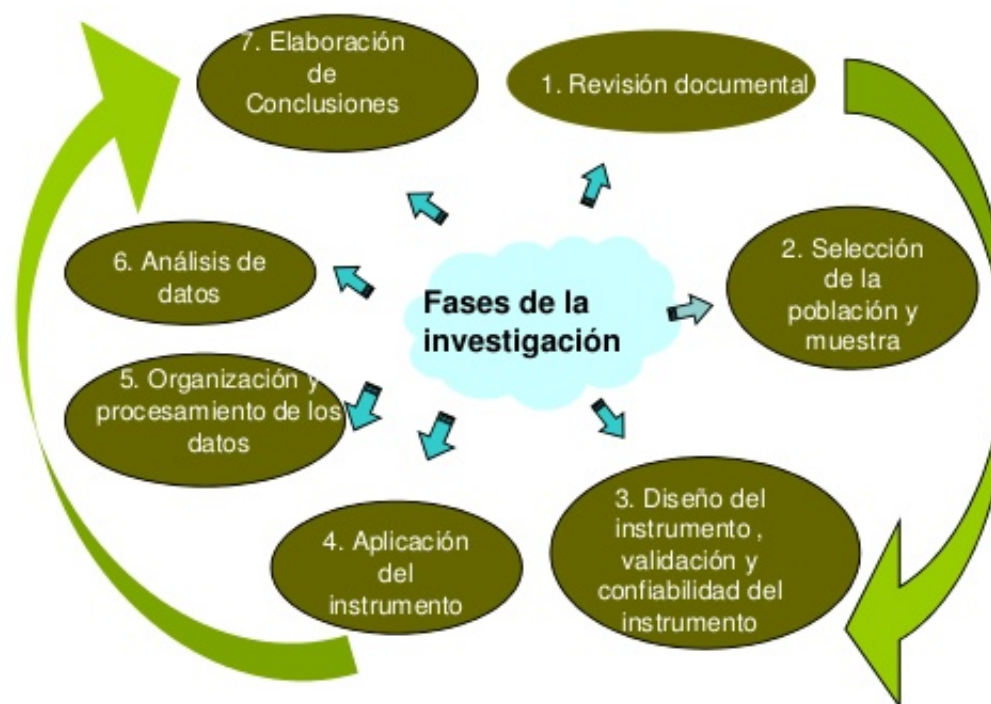 Fases de la
investigación
1. Revisión documental
2. Selección
de la
población y
muestra
3. Diseño del
instrumento ,
validación y
confiabilidad del
instrumento
4. Aplicación
del
instrumento
5. Organización y
procesamiento de los
datos
6. Análisis de
datos
7. Elaboración
de
Conclusiones